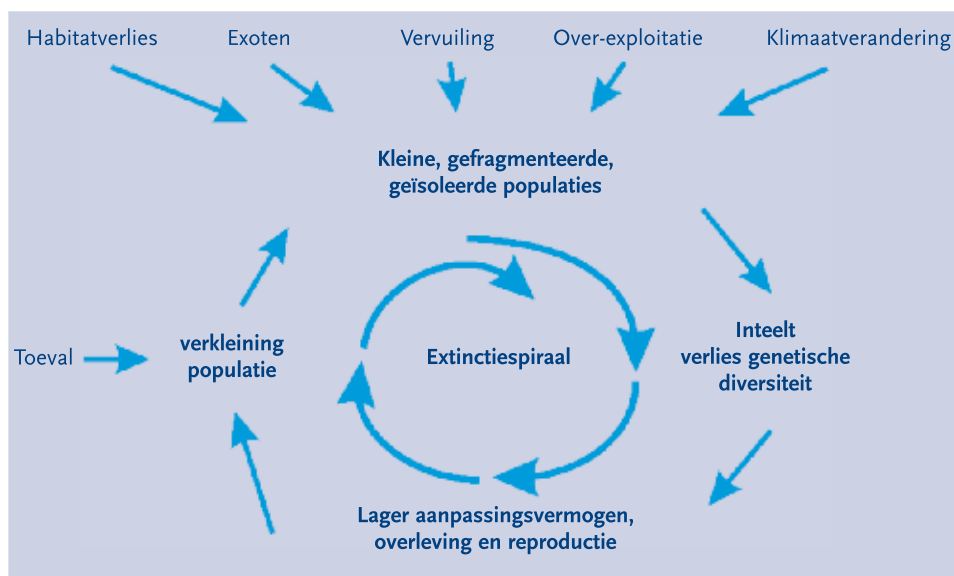 Habitatverlies
Exoten
Vervuiling
Over-exploitatie
Klimaatverandering
Kleine, gefragmenteerde,
geïsoleerde populaties
Toeval
verkleining
populatie
Extinctiespiraal
Inteelt
verlies genetische
diversiteit
Lager aanpassingsvermogen,
overleving en reproductie